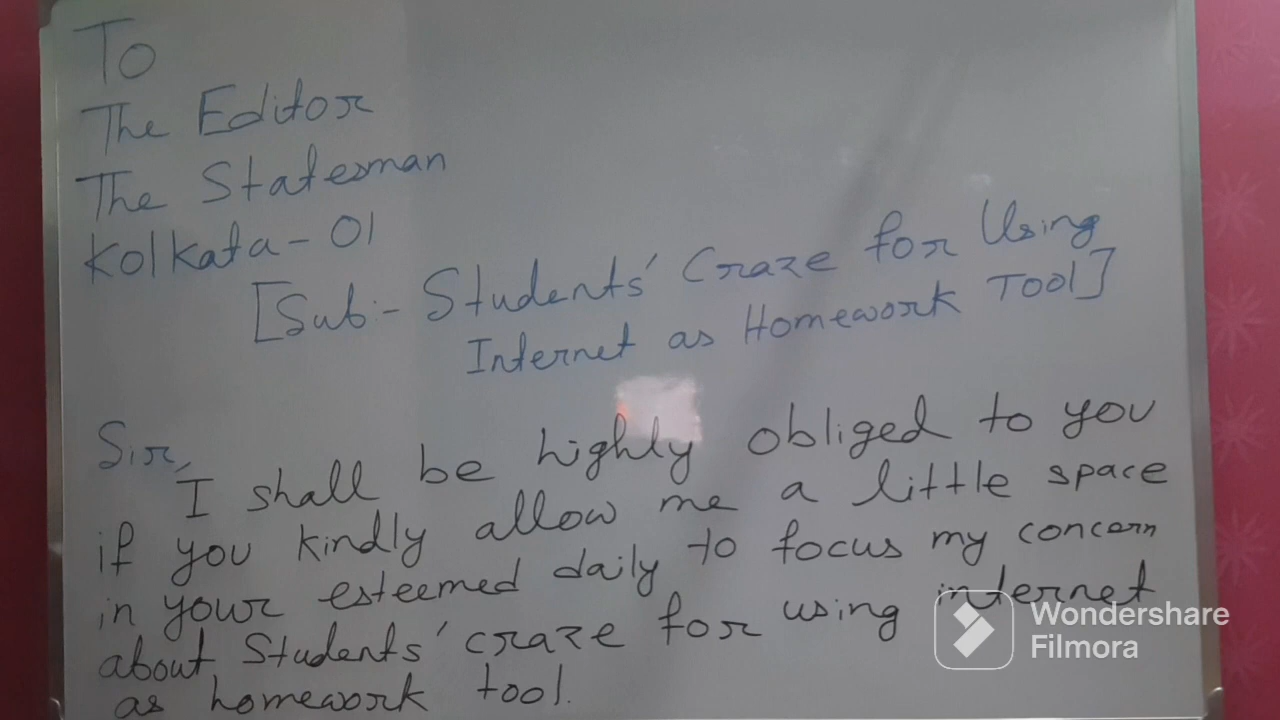 To
The Editor
The Statesman
Kolkata - 01
[Sub:- Students' Craze for Using
Internet as Homework Tool]
Sir,
I shall be highly obliged to you
if you kindly allow me a little space
in your esteemed daily to focus my concern
about Students' craze for using internet
as homework tool.
Wondershare
Filmora